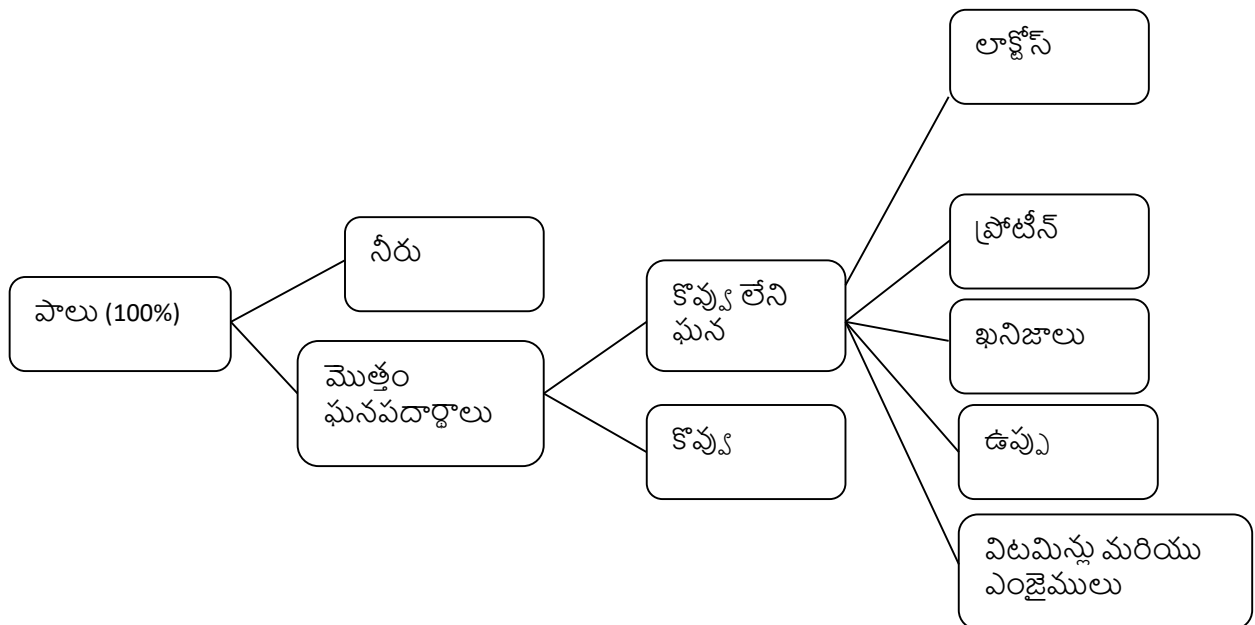 పాలు (100%)
నీరు
మొత్తం
ఘనపదార్థాలు
కొవ్వు లేని
ఘన
కొవ్వు
లాక్టోస్
ప్రోటీన్
ఖనిజాలు
ఉప్పు
విటమిన్లు మరియు
ఎంజైములు